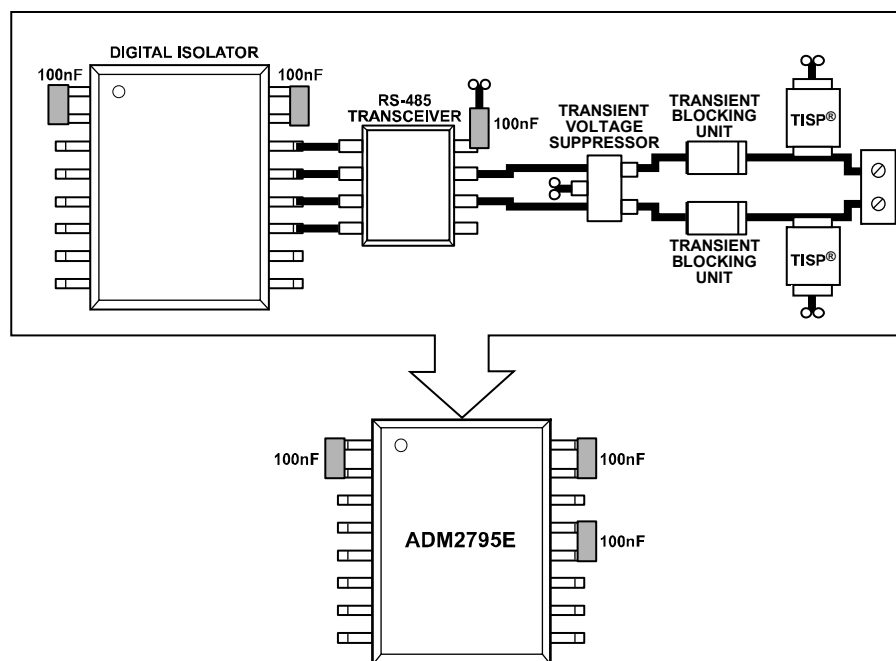 DIGITAL ISOLATOR
100nF
100nF
RS-485
TRANSCEIVER
100nF
TRANSIENT
VOLTAGE
SUPPRESSOR
TRANSIENT
BLOCKING
UNIT
TISP®
TRANSIENT
BLOCKING
UNIT
TISP®
100nF
100nF
ADM2795E
100nF